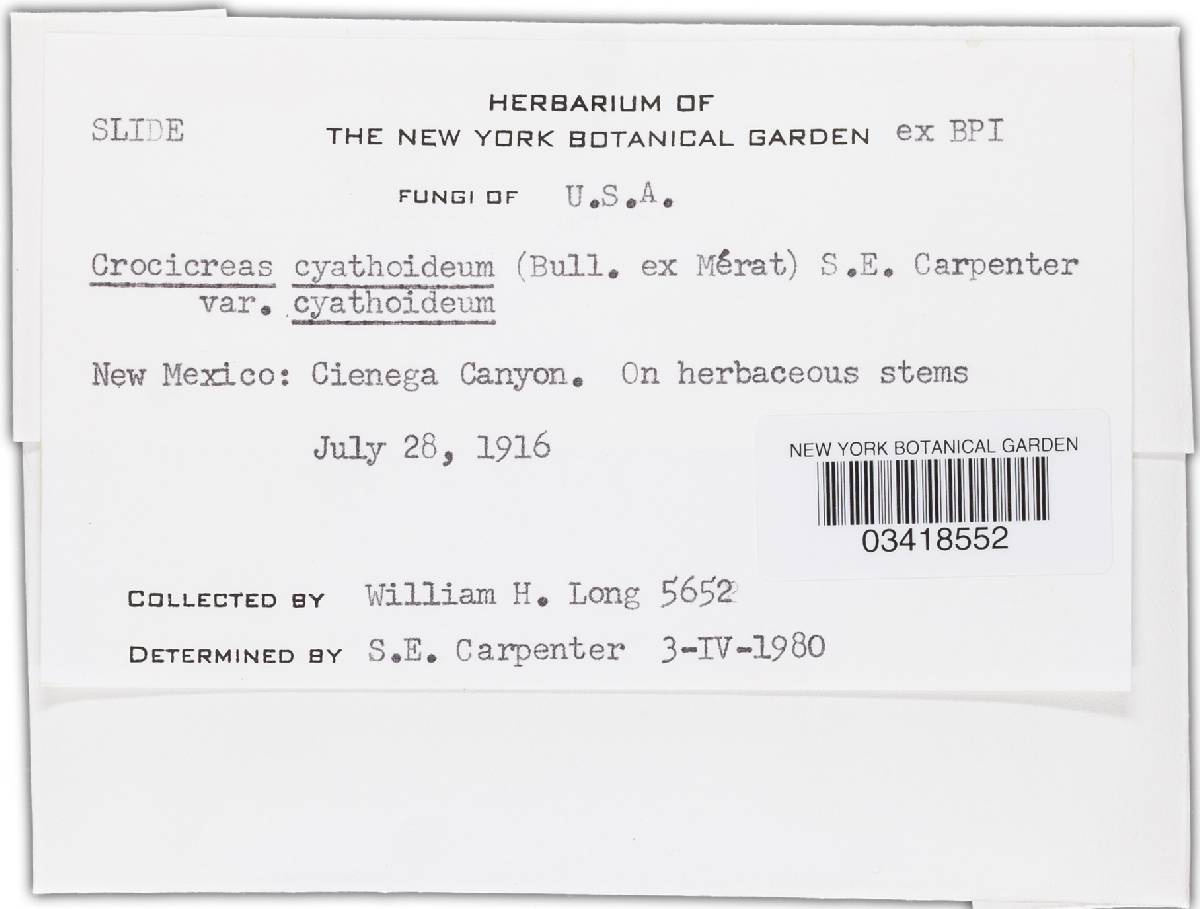 HERBARIUM OF
SLIDE THE NEW YORK BOTANICAL GARDEN ex BPI
FUNGI OF U.S.A.
Crocicreas cyathoideum (Bull. ex Mérat) S.E. Carpenter
var. cyathoideum
New Mexico: Cienega Canyon. On herbaceous stems
July 28, 1916
NEW YORK BOTANICAL GARDEN
03418552
COLLECTED BY William H. Long 5652
DETERMINED BY S.E. Carpenter 3-IV-1980